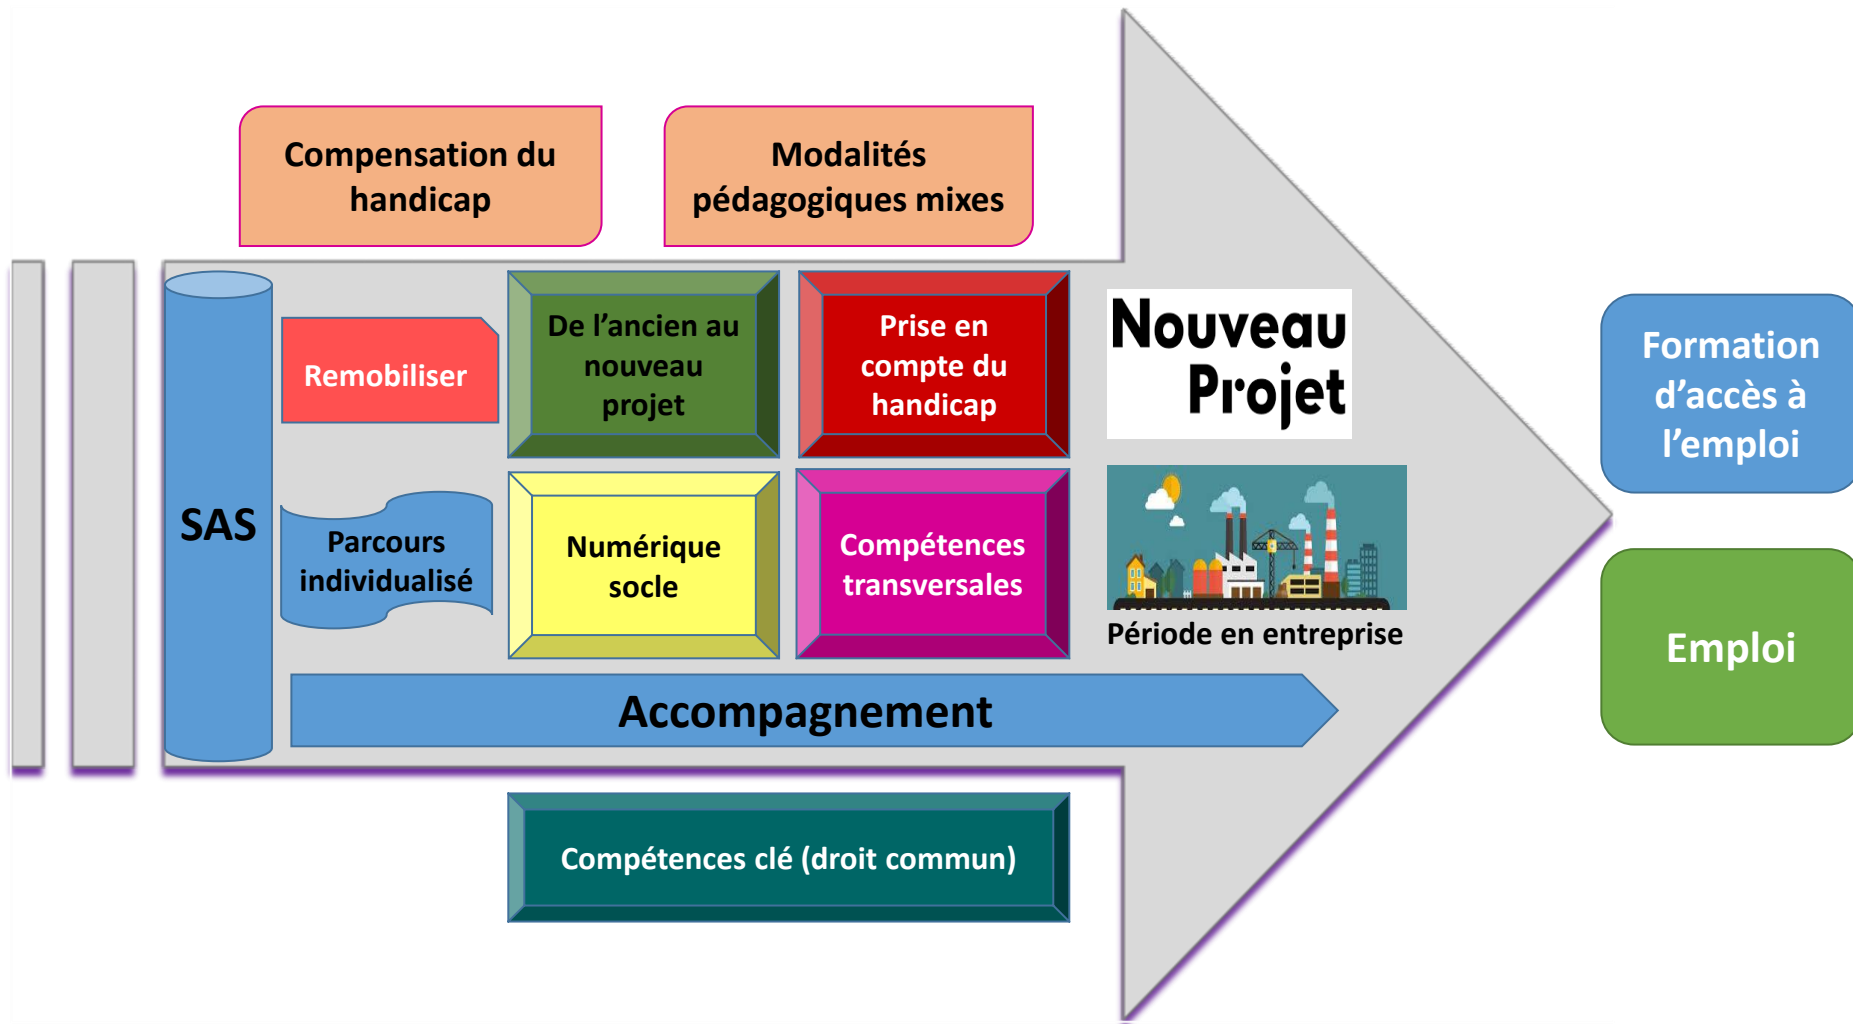 Compensation du
handicap
Modalités
pédagogiques mixes
SAS
Remobiliser
Parcours
individualisé
De l’ancien au
nouveau
projet
Prise en
compte du
handicap
Numérique
socle
Compétences
transversales
Nouveau
Projet
Période en entreprise
Accompagnement
Compétences clé (droit commun)
Formation
d’accès à
l’emploi
Emploi